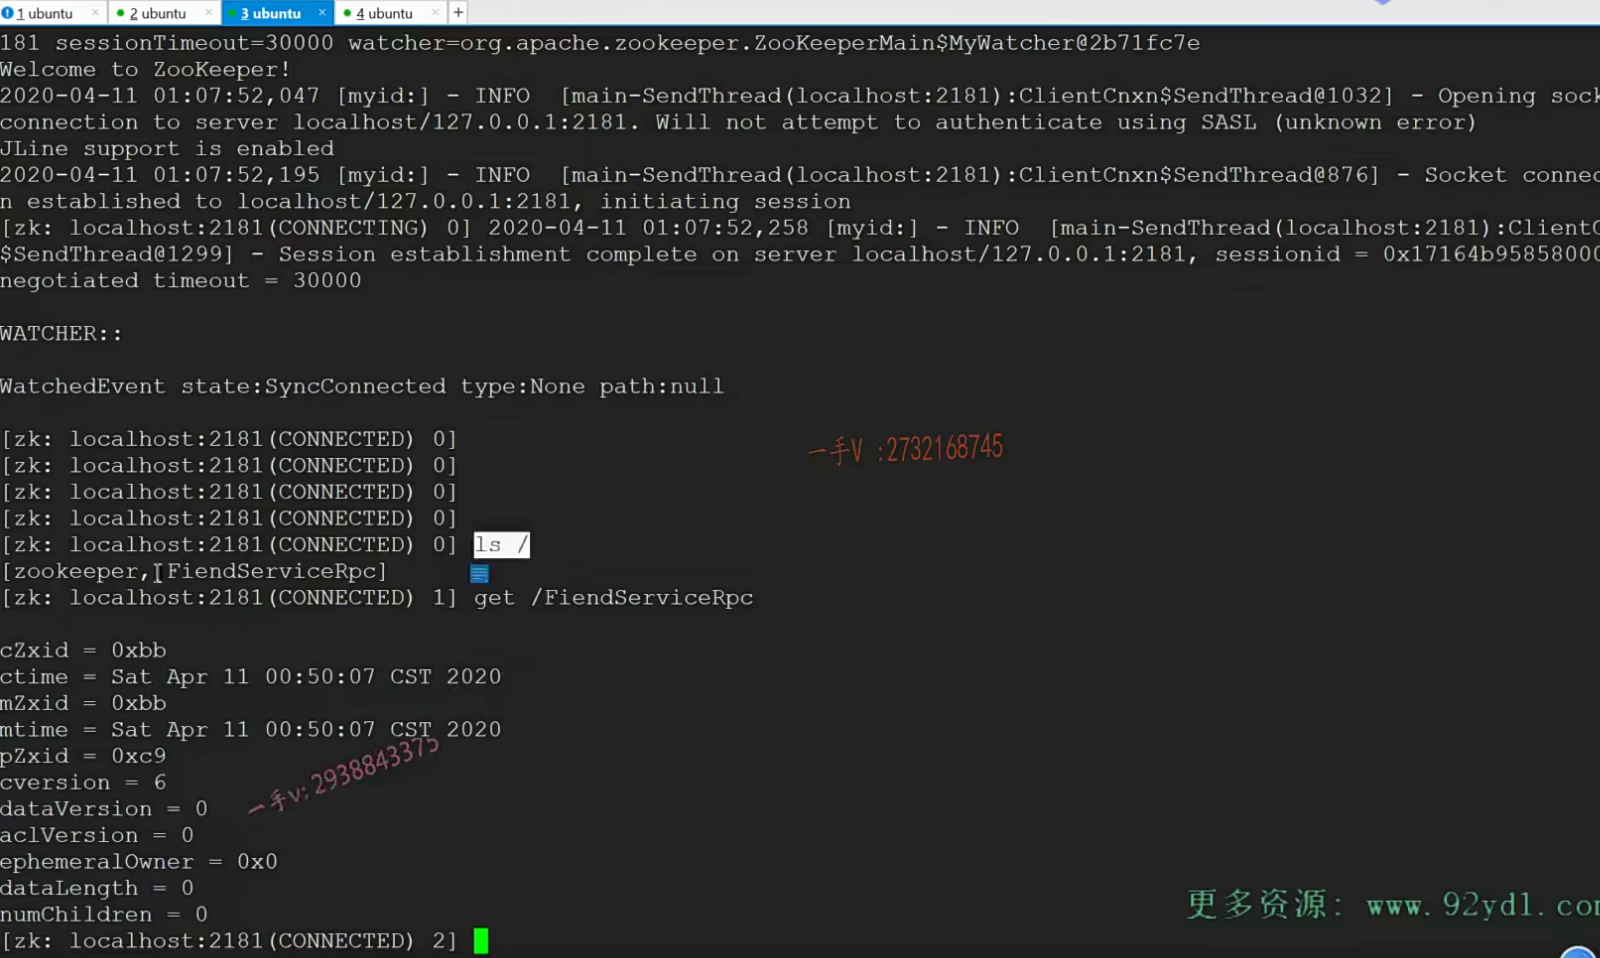 1 ubuntu × 2 ubuntu × 3 ubuntu × 4 ubuntu × +
181 sessionTimeout=30000 watcher=org.apache.zookeeper.ZooKeeperMain$MyWatcher@2b71fc7e
Welcome to ZooKeeper!
2020-04-11 01:07:52,047 [myid:] - INFO  [main-SendThread(localhost:2181):ClientCnxn$SendThread@1032] - Opening sock
connection to server localhost/127.0.0.1:2181. Will not attempt to authenticate using SASL (unknown error)
JLine support is enabled
2020-04-11 01:07:52,195 [myid:] - INFO  [main-SendThread(localhost:2181):ClientCnxn$SendThread@876] - Socket connec
n established to localhost/127.0.0.1:2181, initiating session
[zk: localhost:2181(CONNECTING) 0] 2020-04-11 01:07:52,258 [myid:] - INFO  [main-SendThread(localhost:2181):ClientC
$SendThread@1299] - Session establishment complete on server localhost/127.0.0.1:2181, sessionid = 0x17164b95858000
negotiated timeout = 30000
WATCHER::
WatchedEvent state:SyncConnected type:None path:null
[zk: localhost:2181(CONNECTED) 0]
一手V :2732168745
[zk: localhost:2181(CONNECTED) 0]
[zk: localhost:2181(CONNECTED) 0]
[zk: localhost:2181(CONNECTED) 0]
[zk: localhost:2181(CONNECTED) 0] ls /
[zookeeper, FiendServiceRpc]
[zk: localhost:2181(CONNECTED) 1] get /FiendServiceRpc
cZxid = 0xbb
ctime = Sat Apr 11 00:50:07 CST 2020
mZxid = 0xbb
mtime = Sat Apr 11 00:50:07 CST 2020
pZxid = 0xc9
cversion = 6
一手v:2938843375
dataVersion = 0
aclVersion = 0
ephemeralOwner = 0x0
dataLength = 0
numChildren = 0
更多资源: www.92ydl.com
[zk: localhost:2181(CONNECTED) 2]